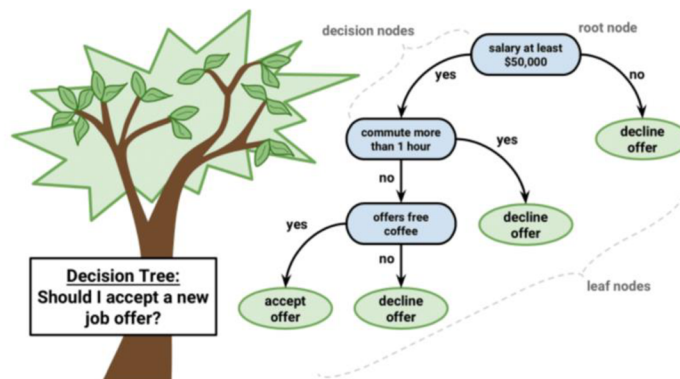 decision nodes
root node
salary at least
$50,000
yes
no
commute more
than 1 hour
yes
decline
offer
no
offers free
coffee
decline
offer
yes
no
leaf nodes
accept
offer
decline
offer
Decision Tree:
Should I accept a new
job offer?